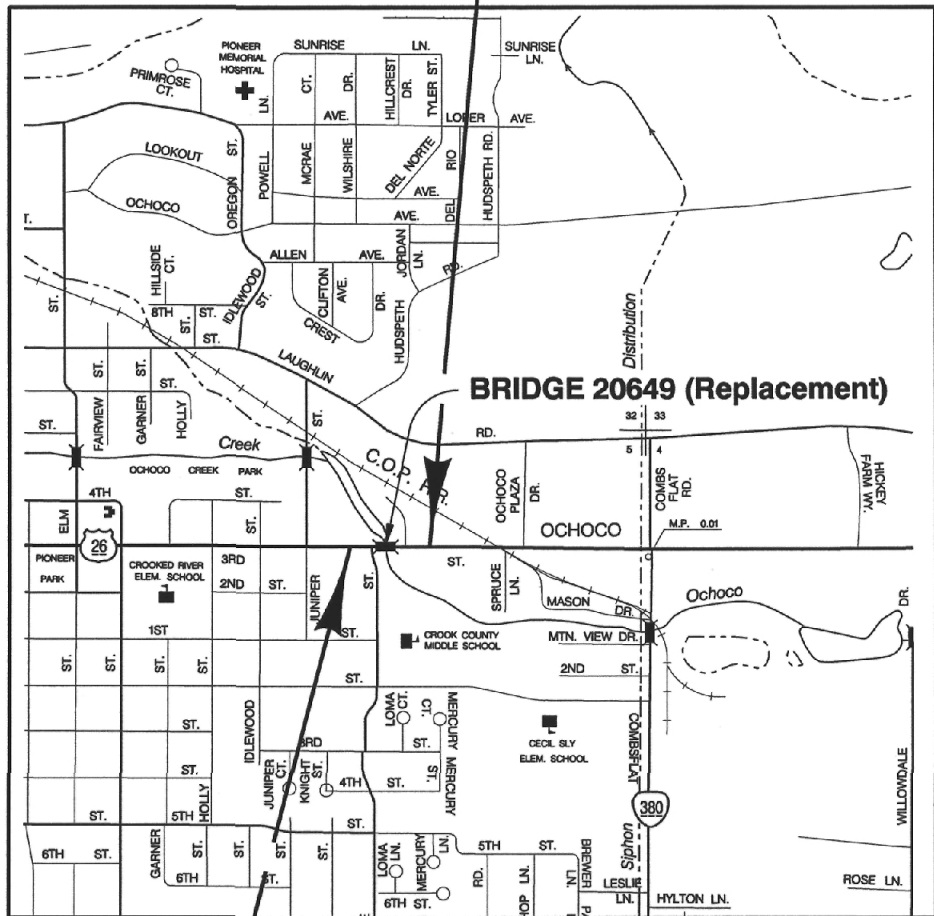 SUNRISE LN.
SUNRISE LN.
PIONEER
MEMORIAL
HOSPITAL
PRIMROSE
CT.
LN.
CT.
DR.
HILLCREST
DR.
TYLER ST.
AVE.
LOPER AVE.
LOOKOUT
ST.
OREGON
POWELL
MCRAE
WILSHIRE
DEL NORTE
RIO
DEL
HUDSPETH RD.
AVE.
OCHOCO
AVE.
T.
ALLEN AVE.
JORDAN
LN.
RD.
HILLSIDE
CT.
IDLEWOOD
ST.
CLIFTON
AVE.
DR.
CREST
HUDSPETH
8TH ST.
ST.
ST.
ST.
LAUGHLIN
RD.
Distribution
BRIDGE 20649 (Replacement)
ST.
FAIRVIEW
ST.
GARNER
ST.
HOLLY
ST.
ST.
Creek
OCHOCO CREEK PARK
C.O.P. R.R.
32 33
5 4
OCHOCO
PLAZA
DR.
COMBS
FLAT
RD.
HICKEY
FARM WY.
4TH
ST.
ELM
ST.
OCHOCO
M.P. 0.01
26
PIONEER
PARK
CROOKED RIVER
ELEM. SCHOOL
3RD
ST.
2ND ST.
JUNIPER
ST.
SPRUCE
LN.
MASON
DR.
Ochoco
DR.
1ST
ST.
CROOK COUNTY
MIDDLE SCHOOL
MTN. VIEW DR.
2ND ST.
ST.
ST.
ST.
ST.
ST.
ST.
IDLEWOOD
LOMA
CT.
CT.
MERCURY
ST.
3RD
ST.
MERCURY
CECIL SLY
ELEM. SCHOOL
COMBSFLAT
WILLOWDALE
ST.
HOLLY
JUNIPER
CT.
KNIGHT
ST.
4TH ST.
380
ST.
5TH
ST.
6TH ST.
GARNER
ST.
ST.
ST.
ST.
6TH
ST.
LOMA
LN.
MERCURY
LN.
6TH ST.
5TH ST.
RD.
LN.
BREWER
LN.
Siphon
LESLIE
LN.
HYLTON LN.
ROSE LN.